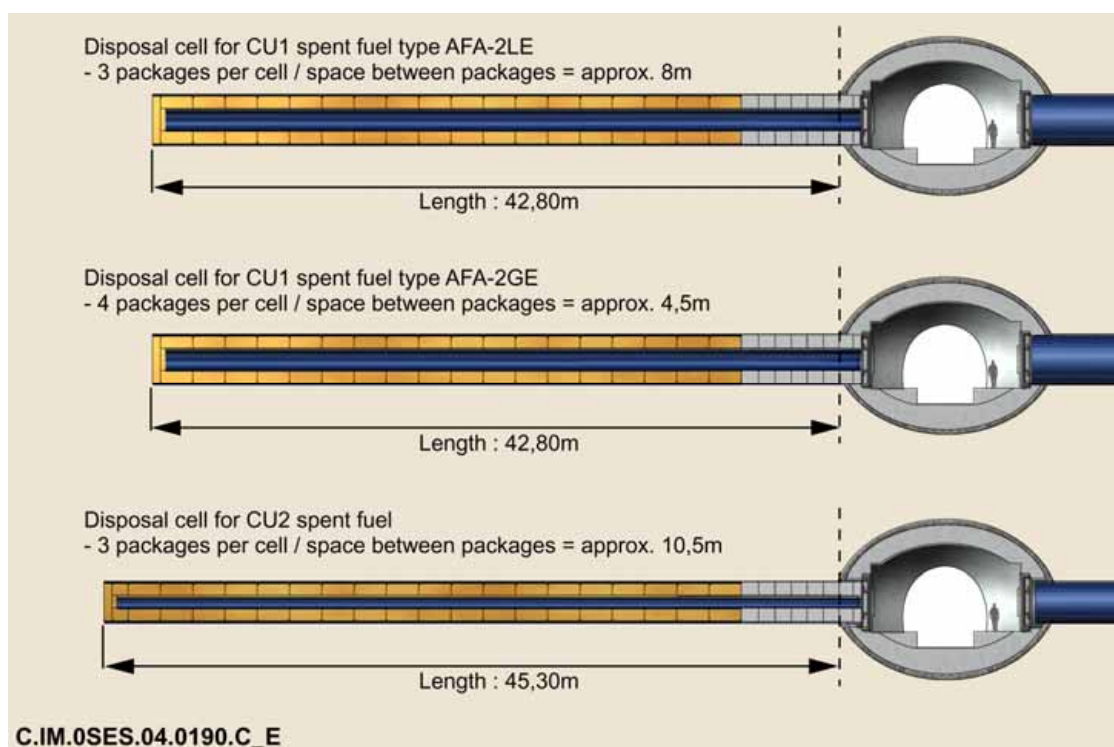 Disposal cell for CU1 spent fuel type AFA-2LE
- 3 packages per cell / space between packages = approx. 8m
Length : 42,80m
Disposal cell for CU1 spent fuel type AFA-2GE
- 4 packages per cell / space between packages = approx. 4,5m
Length : 42,80m
Disposal cell for CU2 spent fuel
- 3 packages per cell / space between packages = approx. 10,5m
Length : 45,30m
C.IM.0SES.04.0190.C_E